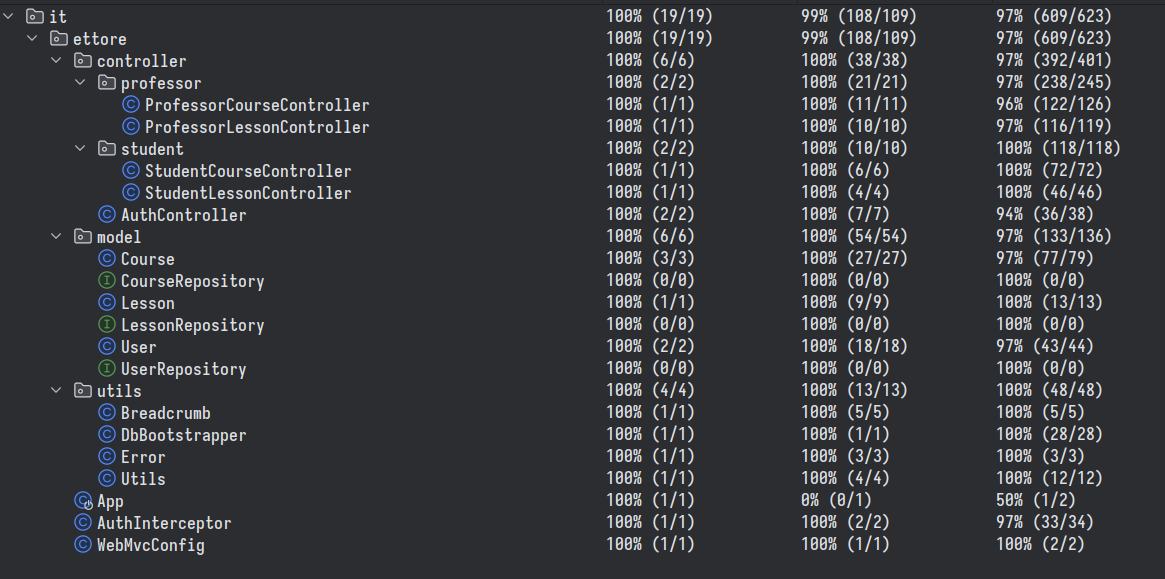 it 100% (19/19) 99% (108/109) 97% (609/623)
ettore 100% (19/19) 99% (108/109) 97% (609/623)
controller 100% (6/6) 100% (38/38) 97% (392/401)
professor 100% (2/2) 100% (21/21) 97% (238/245)
C ProfessorCourseController 100% (1/1) 100% (11/11) 96% (122/126)
C ProfessorLessonController 100% (1/1) 100% (10/10) 97% (116/119)
student 100% (2/2) 100% (10/10) 100% (118/118)
C StudentCourseController 100% (1/1) 100% (6/6) 100% (72/72)
C StudentLessonController 100% (1/1) 100% (4/4) 100% (46/46)
C AuthController 100% (2/2) 100% (7/7) 94% (36/38)
model 100% (6/6) 100% (54/54) 97% (133/136)
C Course 100% (3/3) 100% (27/27) 97% (77/79)
I CourseRepository 100% (0/0) 100% (0/0) 100% (0/0)
C Lesson 100% (1/1) 100% (9/9) 100% (13/13)
I LessonRepository 100% (0/0) 100% (0/0) 100% (0/0)
C User 100% (2/2) 100% (18/18) 97% (43/44)
I UserRepository 100% (0/0) 100% (0/0) 100% (0/0)
utils 100% (4/4) 100% (13/13) 100% (48/48)
C Breadcrumb 100% (1/1) 100% (5/5) 100% (5/5)
C DbBootstrapper 100% (1/1) 100% (1/1) 100% (28/28)
C Error 100% (1/1) 100% (3/3) 100% (3/3)
C Utils 100% (1/1) 100% (4/4) 100% (12/12)
C App 100% (1/1) 0% (0/1) 50% (1/2)
C AuthInterceptor 100% (1/1) 100% (2/2) 97% (33/34)
C WebMvcConfig 100% (1/1) 100% (1/1) 100% (2/2)